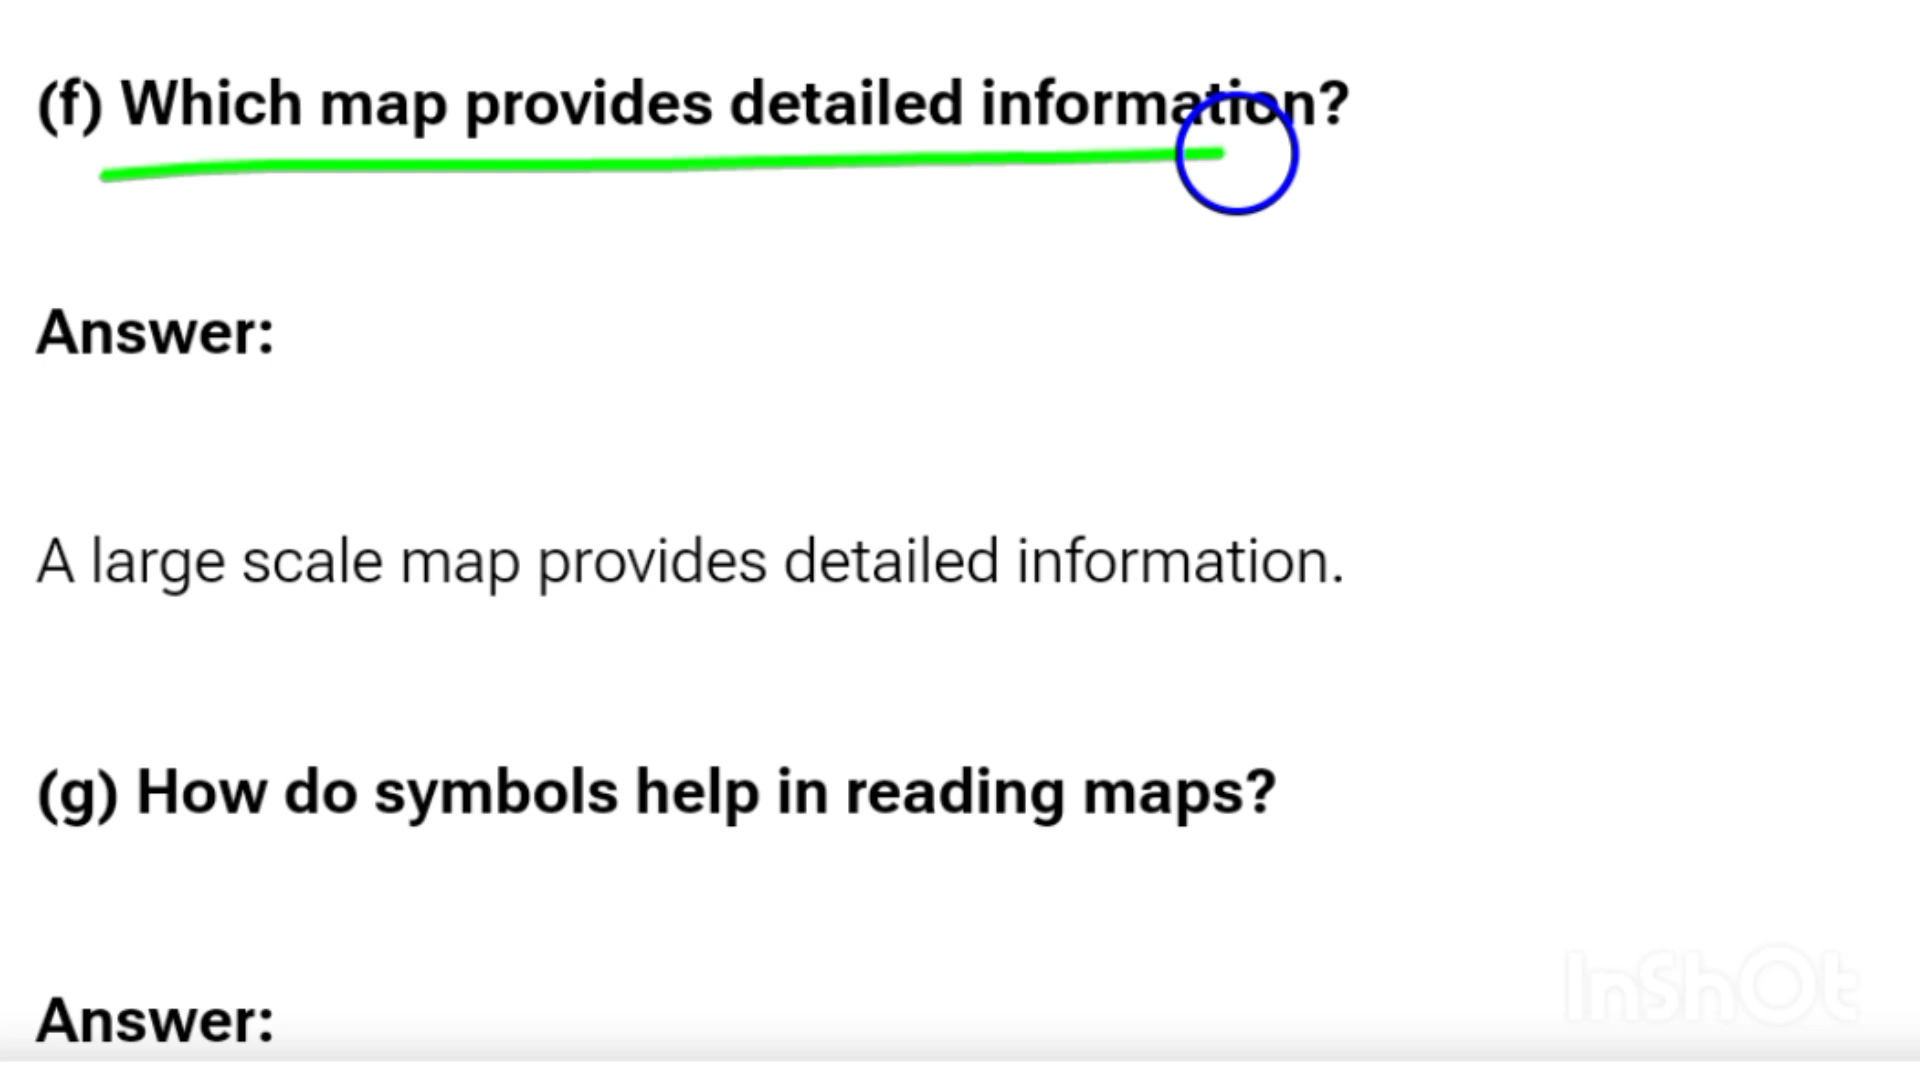 (f) Which map provides detailed information?
Answer:
A large scale map provides detailed information.
(g) How do symbols help in reading maps?
Answer:
InShOt